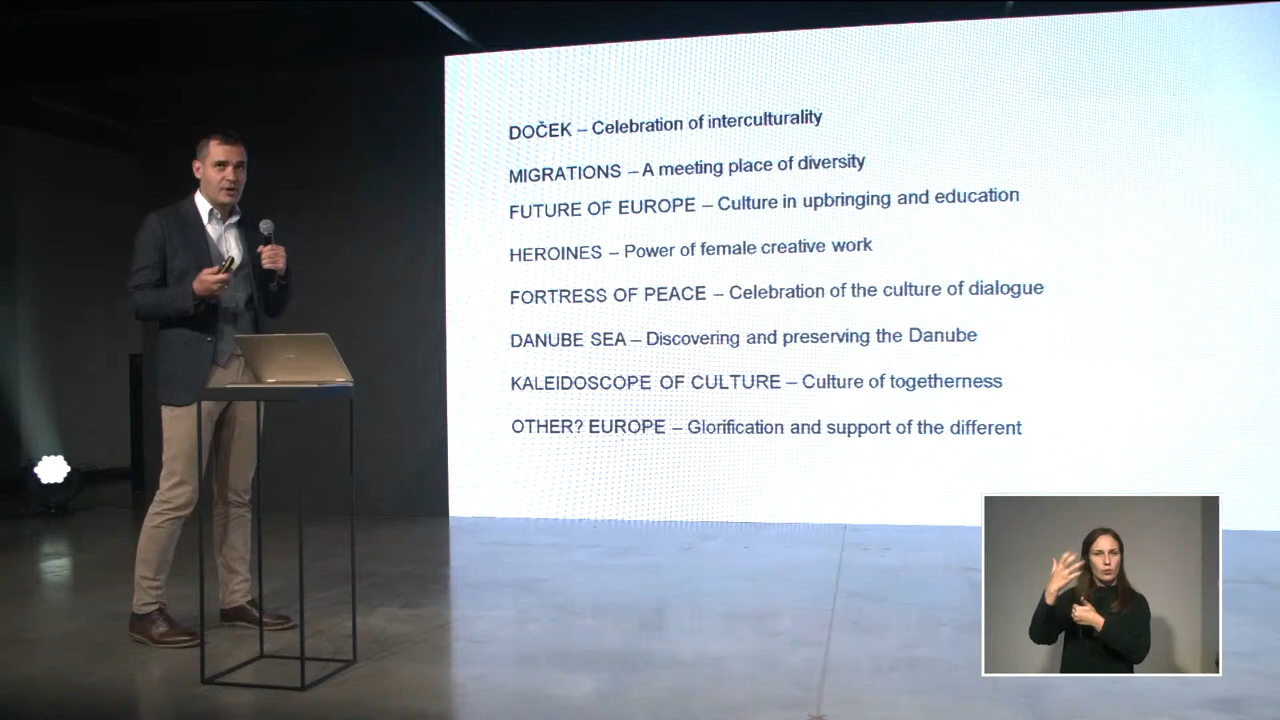 DOČEK – Celebration of interculturality
MIGRATIONS – A meeting place of diversity
FUTURE OF EUROPE – Culture in upbringing and education
HEROINES – Power of female creative work
FORTRESS OF PEACE – Celebration of the culture of dialogue
DANUBE SEA – Discovering and preserving the Danube
KALEIDOSCOPE OF CULTURE – Culture of togetherness
OTHER? EUROPE – Glorification and support of the different